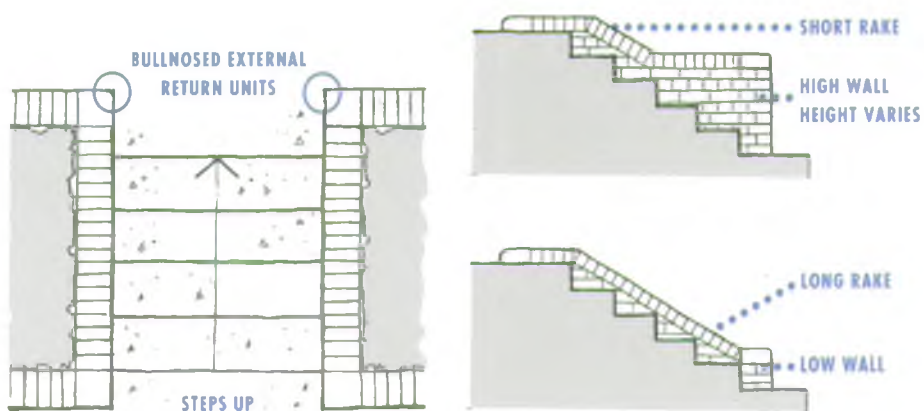 BULLNOSED EXTERNAL
RETURN UNITS
STEPS UP
SHORT RAKE
HIGH WALL
HEIGHT VARIES
LONG RAKE
LOW WALL